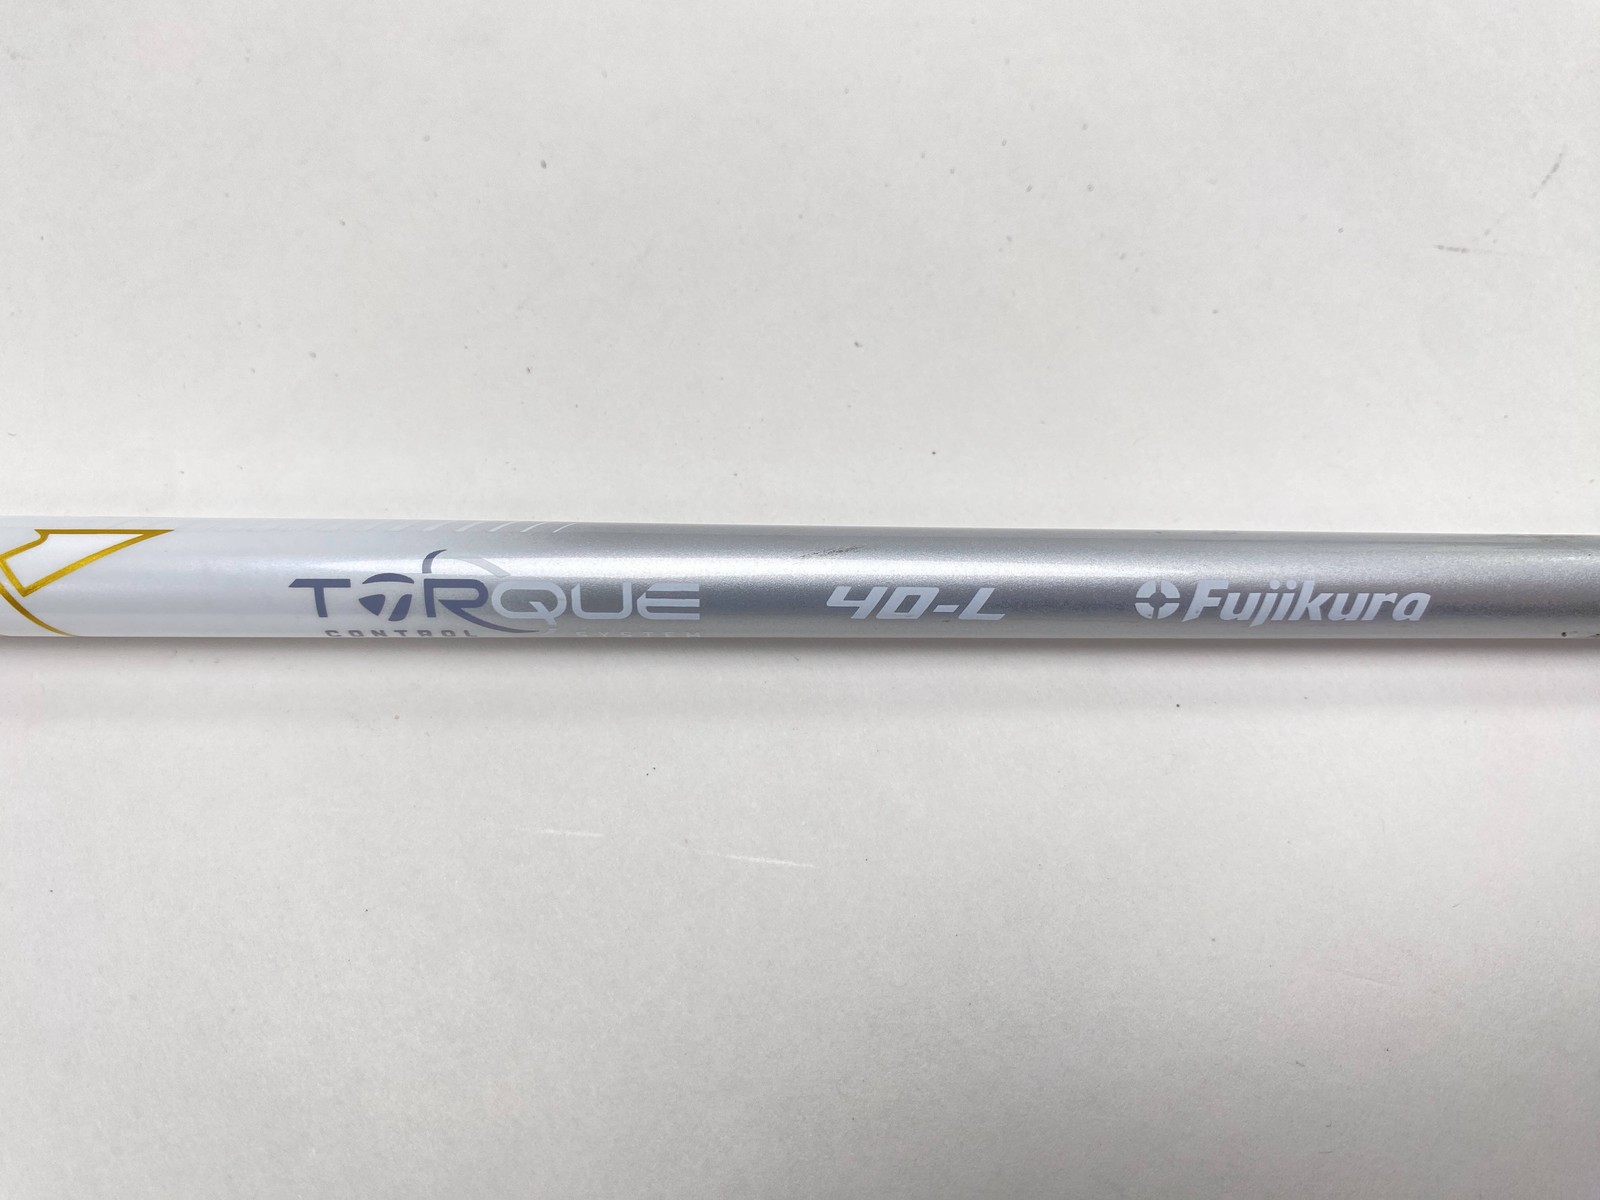 TORQUE 40-L Fujikura
CONTROL SYSTEM